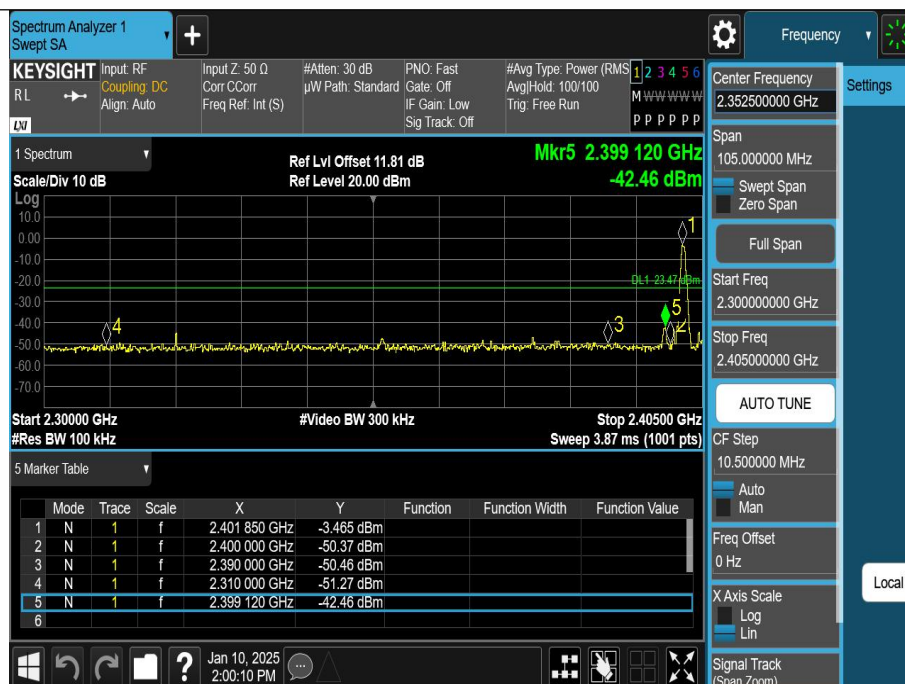 Spectrum Analyzer 1
Swept SA
+
Frequency
KEYSIGHT
RL
LXI
Input: RF
Coupling: DC
Align: Auto
Input Z: 50 Ω
Corr CCorr
Freq Ref: Int (S)
#Atten: 30 dB
µW Path: Standard
PNO: Fast
Gate: Off
IF Gain: Low
Sig Track: Off
#Avg Type: Power (RMS
Avg|Hold: 100/100
Trig: Free Run
1 2 3 4 5 6
M W W W W W
P P P P P P
1 Spectrum
Scale/Div 10 dB
Ref Lvl Offset 11.81 dB
Ref Level 20.00 dBm
Mkr5 2.399 120 GHz
-42.46 dBm
Log
10.0
0.00
-10.0
-20.0
-30.0
-40.0
-50.0
-60.0
-70.0
1
DL1 -23.47 dBm
5
4
3
2
Start 2.30000 GHz
#Video BW 300 kHz
Stop 2.40500 GHz
#Res BW 100 kHz
Sweep 3.87 ms (1001 pts)
5 Marker Table
Mode Trace Scale X Y Function Function Width Function Value
1 N 1 f 2.401 850 GHz -3.465 dBm
2 N 1 f 2.400 000 GHz -50.37 dBm
3 N 1 f 2.390 000 GHz -50.46 dBm
4 N 1 f 2.310 000 GHz -51.27 dBm
5 N 1 f 2.399 120 GHz -42.46 dBm
6
Jan 10, 2025
2:00:10 PM
?
Center Frequency
2.352500000 GHz
Span
105.000000 MHz
Swept Span
Zero Span
Full Span
Start Freq
2.300000000 GHz
Stop Freq
2.405000000 GHz
AUTO TUNE
CF Step
10.500000 MHz
Auto
Man
Freq Offset
0 Hz
X Axis Scale
Log
Lin
Signal Track
(Span Zoom)
Settings
Local